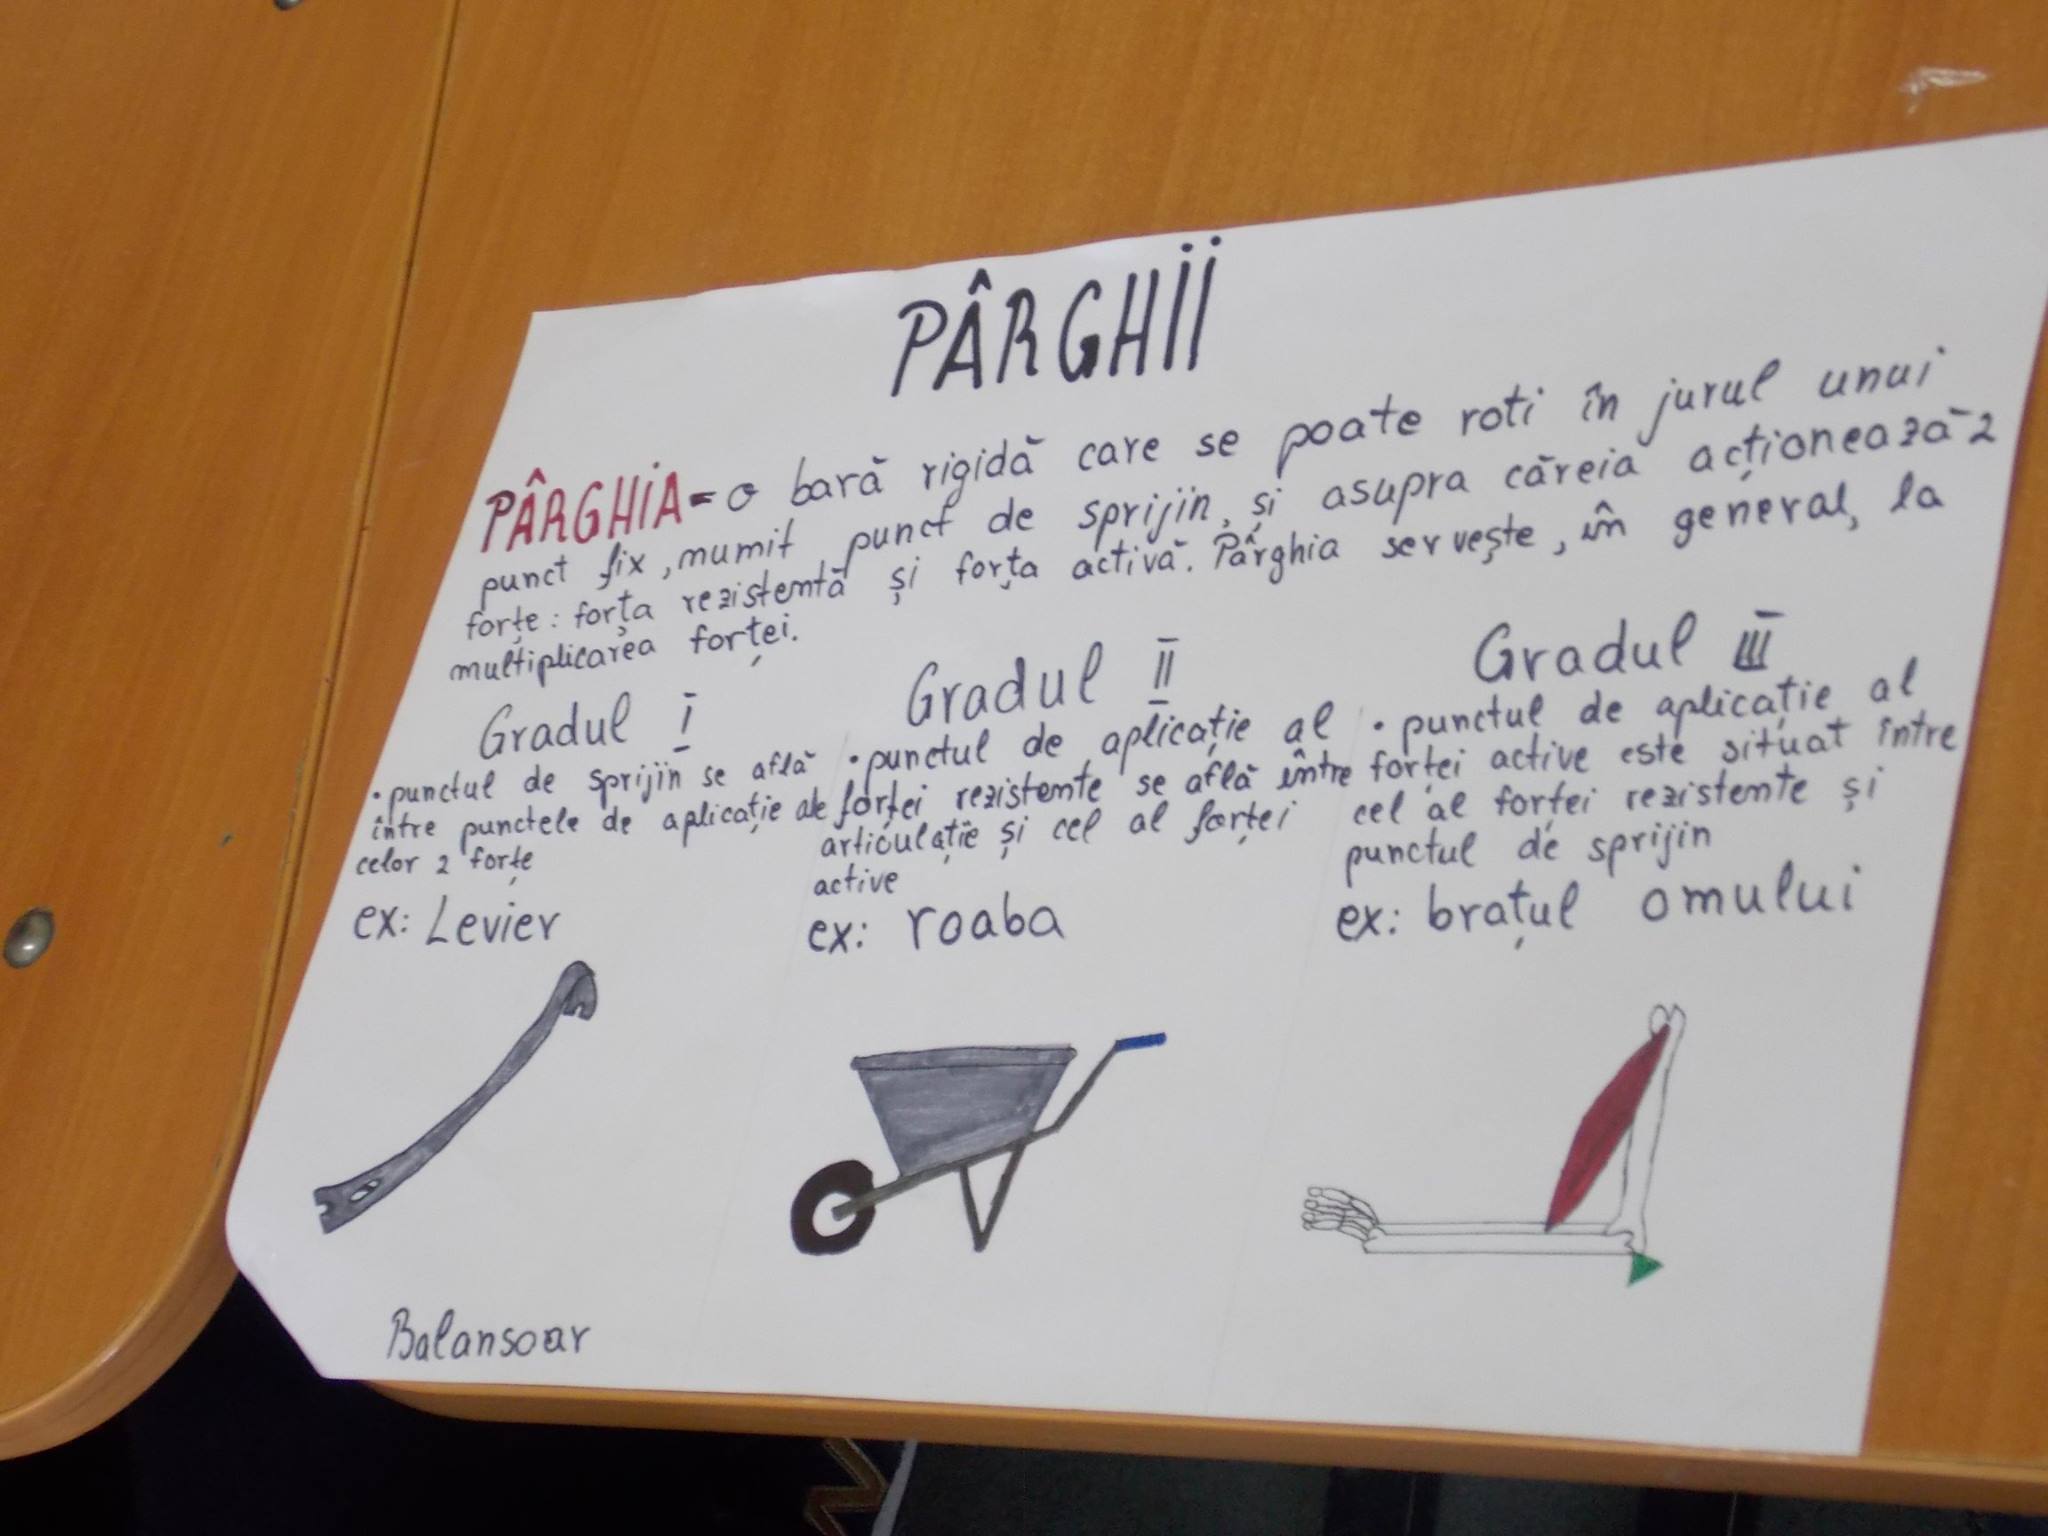 PÂRGHII
PÂRGHIA = o bară rigidă care se poate roti în jurul unui
punct fix, numit punct de sprijin, și asupra căreia acționează 2
forțe: forța rezistentă și forța activă. Pârghia servește, în general, la
multiplicarea forței.
Gradul I
• punctul de sprijin se află
între punctele de aplicație ale
celor 2 forțe
ex: Levier
Balansoar
Gradul II
• punctul de aplicație al
forței rezistente se află între
articulație și cel al forței
active
ex: roaba
Gradul III
• punctul de aplicație al
forței active este situat între
cel al forței rezistente și
punctul de sprijin
ex: brațul omului